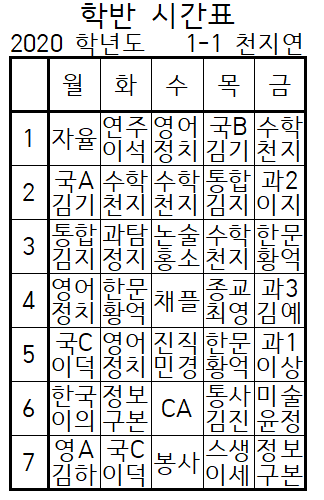 학반 시간표
2020 학년도 1-1 천지연
월 화 수 목 금
1 자율 연주 이석 영어 정치 국B 김기 수학 천지
2 국A 김기 수학 천지 수학 천지 통합 김지 과2 이지
3 통합 김지 과탐 정지 논술 홍소 수학 천지 한문 황억
4 영어 정치 한문 황억 채플 종교 최영 과3 김예
5 국C 이덕 영어 정치 진직 민경 한문 황억 과1 이상
6 한국 이의 정보 구본 CA 통사 김진 미술 윤정
7 영A 김하 국C 이덕 봉사 스생 이세 정보 구본